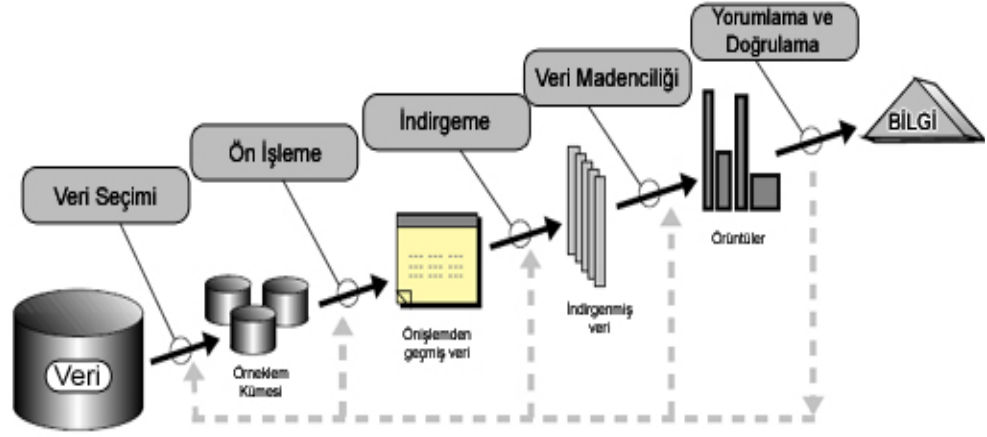 Yorumlama ve
Doğrulama
Veri Madenciliği
İndirgeme
Ön İşleme
Veri Seçimi
BİLGİ
Örüntüler
İndirgenmiş
veri
Önişlemden
geçmiş veri
Örneklem
Kümesi
Veri